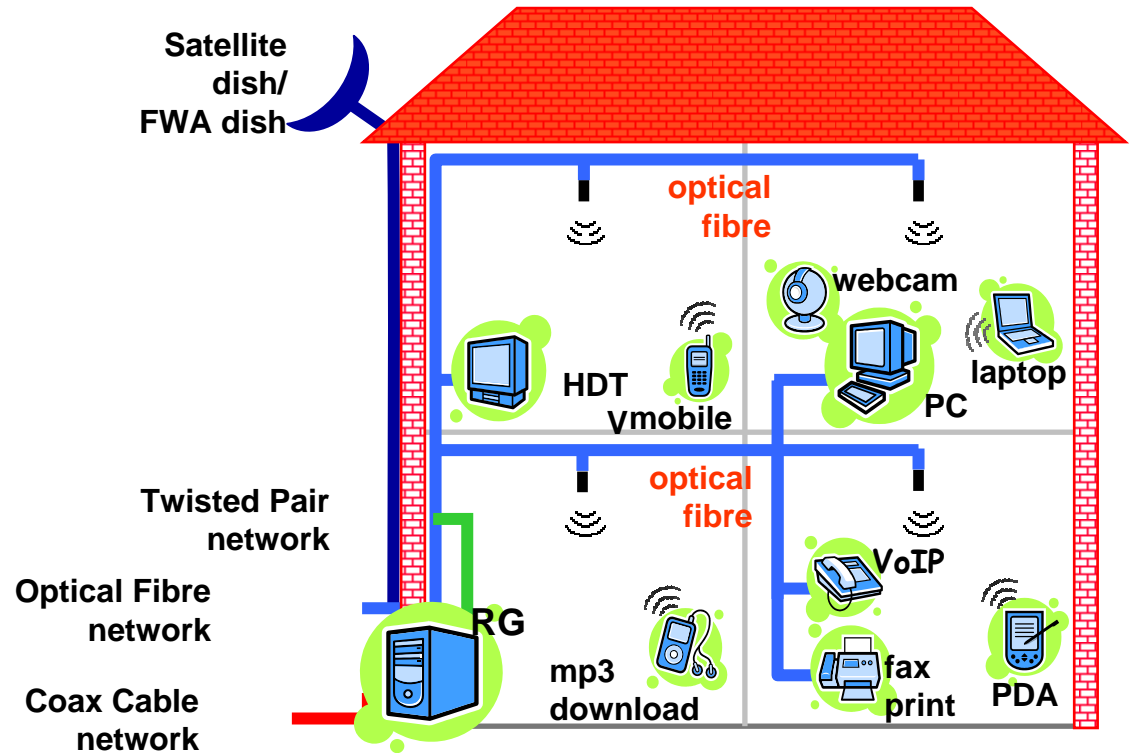 Satellite
dish/
FWA dish
optical
fibre
webcam
laptop
HDT
V
mobile
PC
optical
fibre
Twisted Pair
network
Optical Fibre
network
Coax Cable
network
RG
VoIP
mp3
download
fax
print
PDA